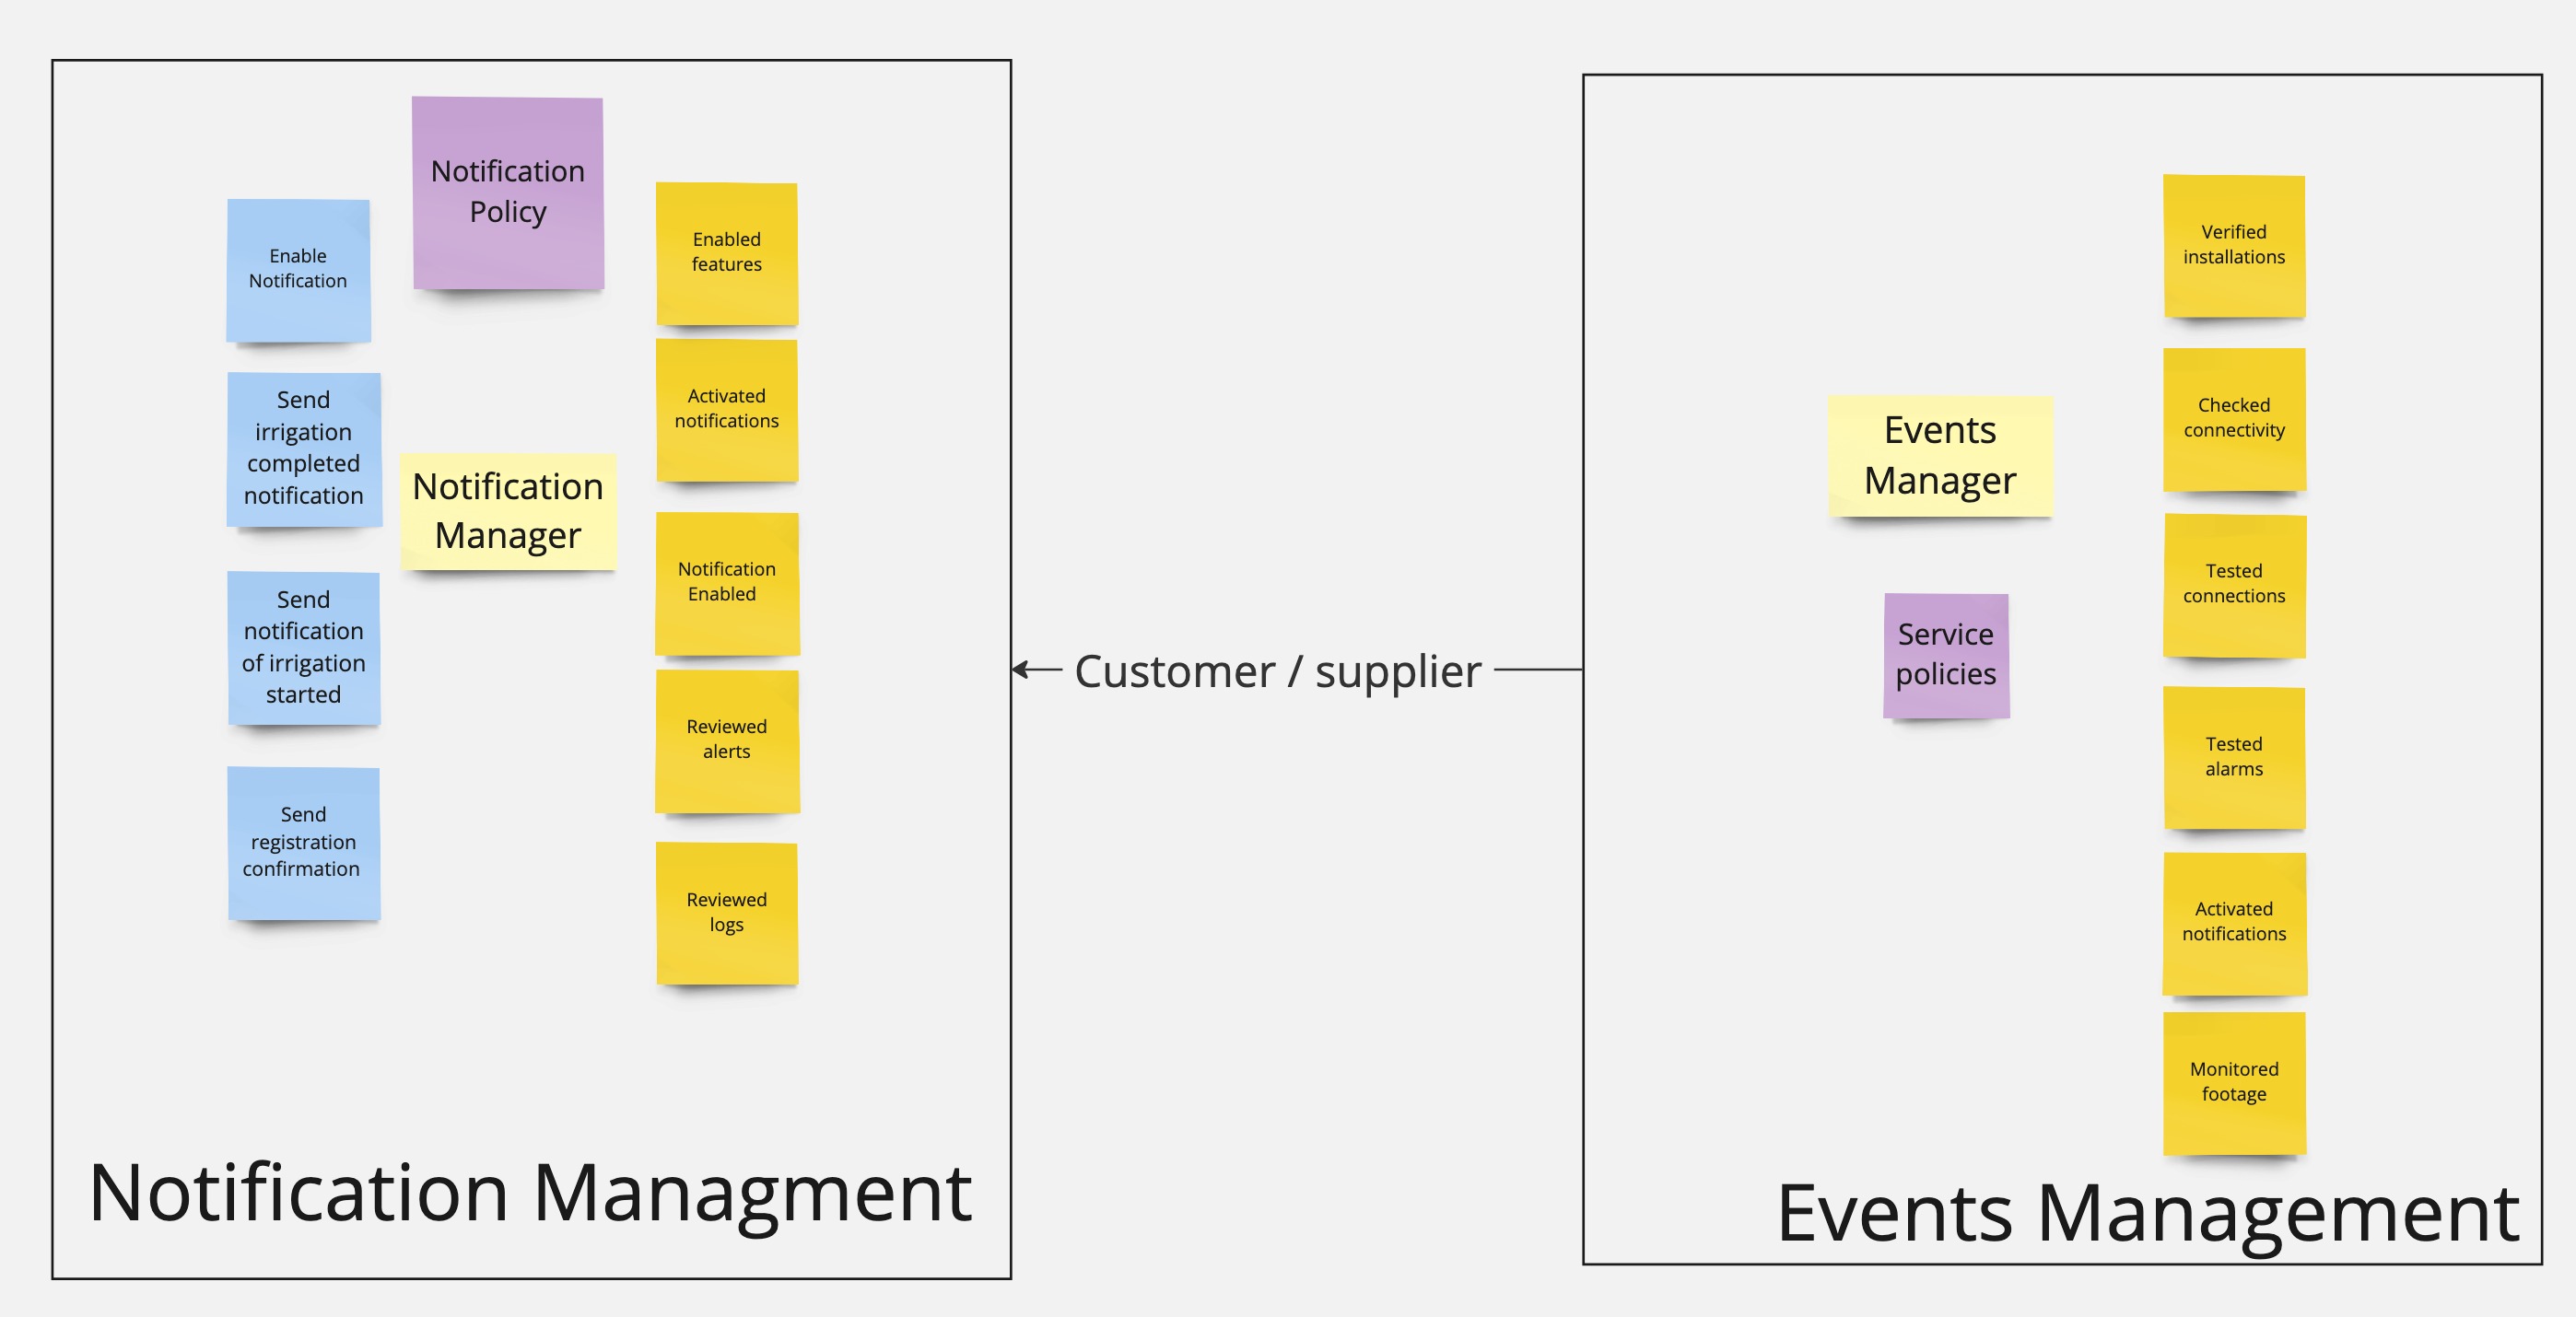 Notification
Policy
Enable
Notification
Send
irrigation
completed
notification
Send
notification
of irrigation
started
Send
registration
confirmation
Notification
Manager
Enabled
features
Activated
notifications
Notification
Enabled
Reviewed
alerts
Reviewed
logs
Notification Managment
Customer / supplier
Events
Manager
Service
policies
Verified
installations
Checked
connectivity
Tested
connections
Tested
alarms
Activated
notifications
Monitored
footage
Events Management